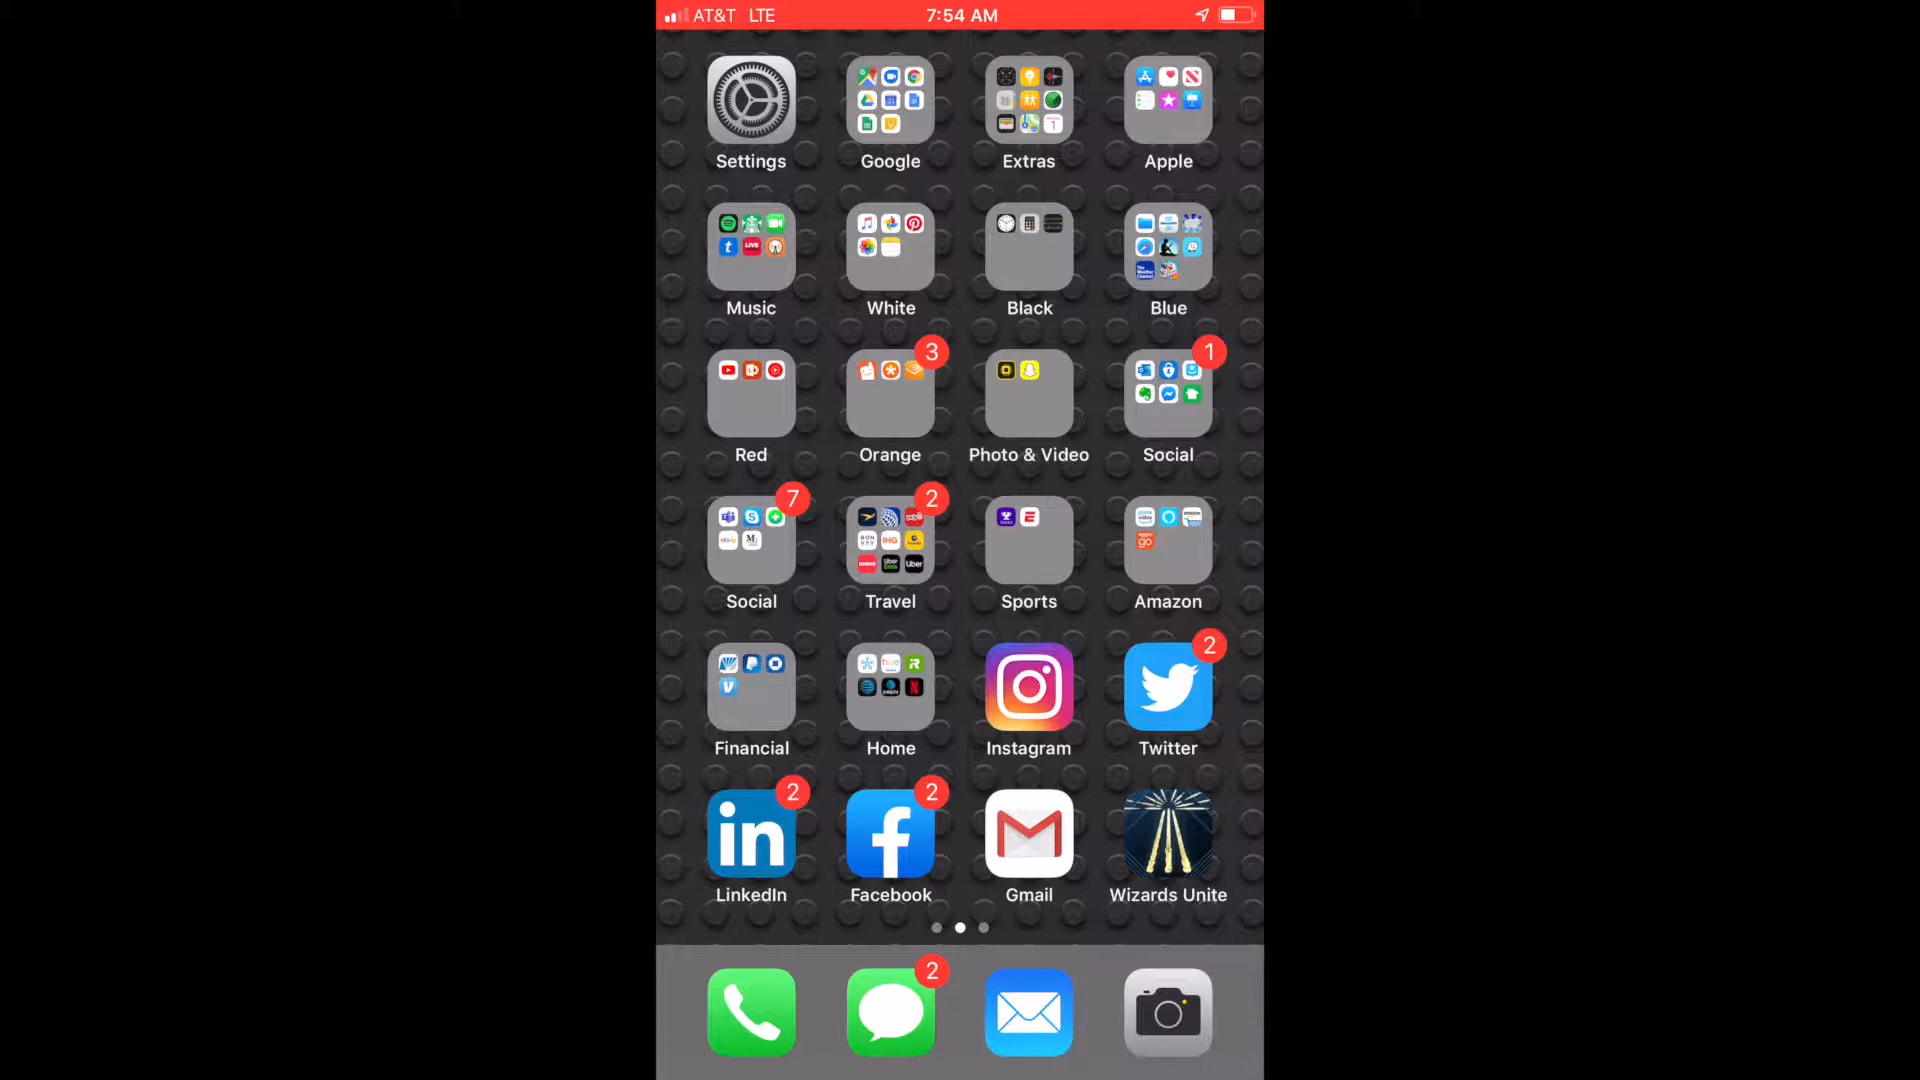 AT&T LTE 7:54 AM
Settings Google Extras Apple
Music White Black Blue
3 1
Red Orange Photo & Video Social
7 2
Social Travel Sports Amazon
2
Financial Home Instagram Twitter
2 2
LinkedIn Facebook Gmail Wizards Unite
2